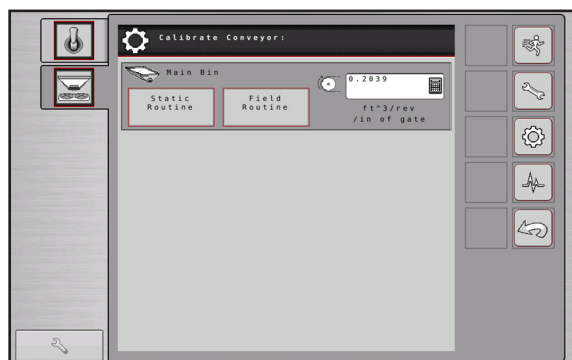 Calibrate Conveyor:
Main Bin
0.2039
Static
Routine
Field
Routine
ft^3/rev
/in of gate